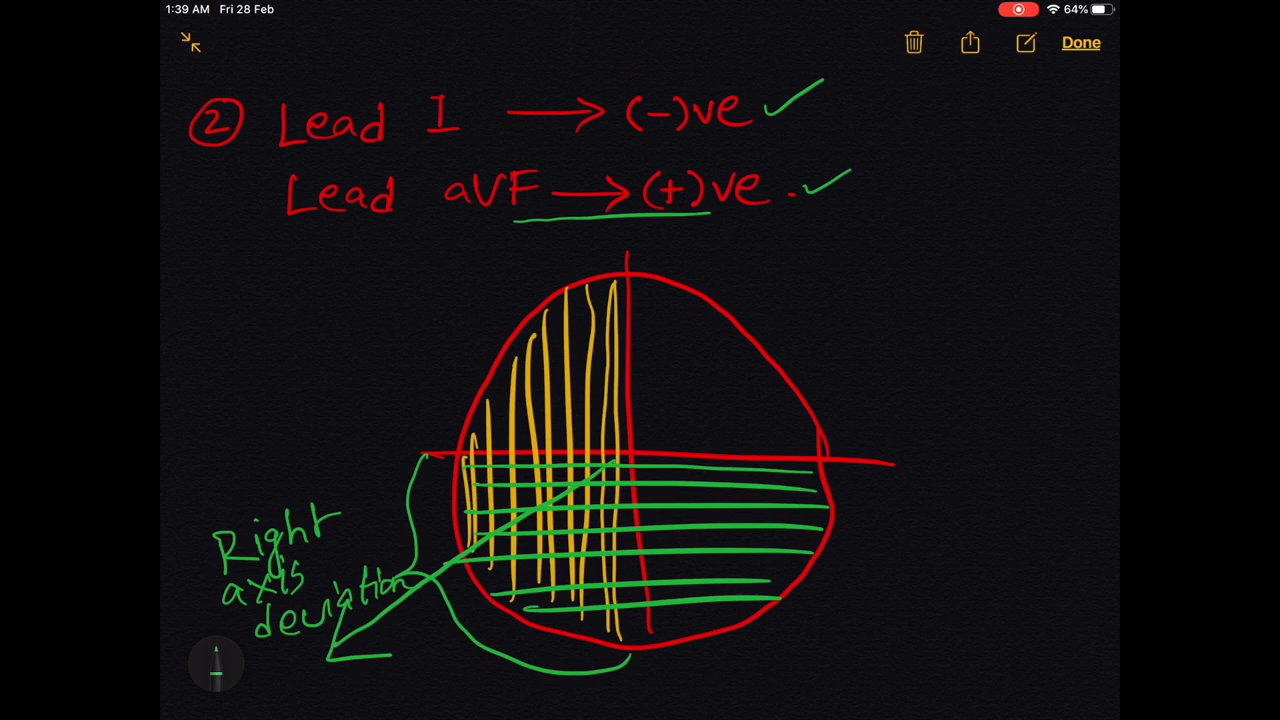 1:39 AM Fri 28 Feb
64%
Done
② Lead I → (-)ve ✓
Lead aVF → (+)ve. ✓
Right
axis
deviation